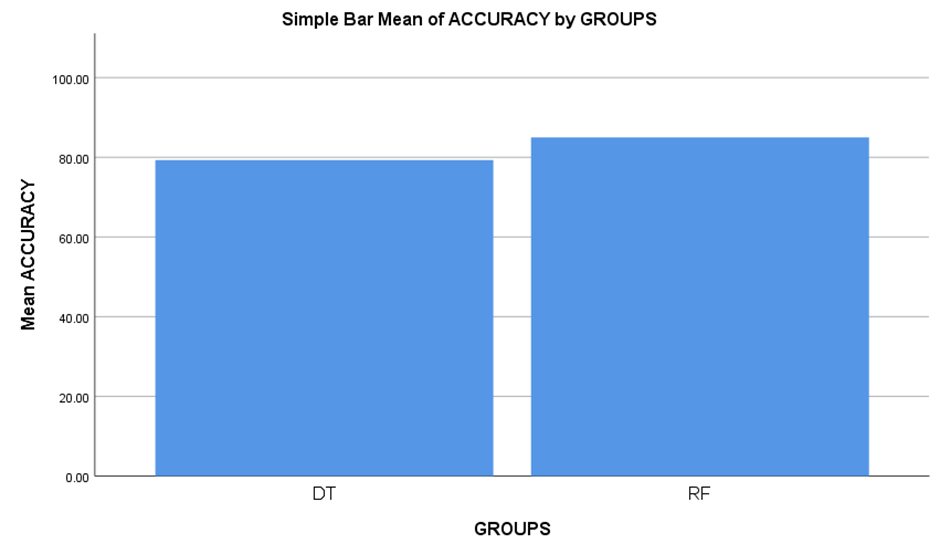 Simple Bar Mean of ACCURACY by GROUPS
Mean ACCURACY
100.00
80.00
60.00
40.00
20.00
0.00
DT RF
GROUPS